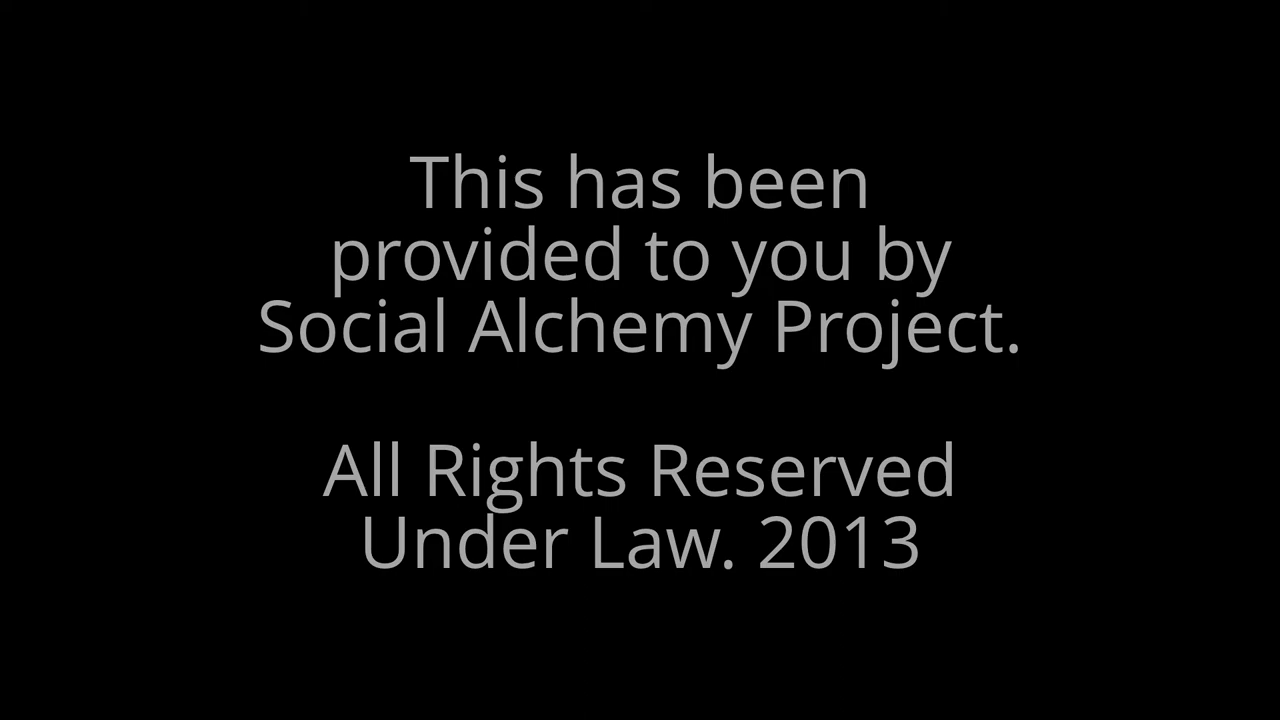 This has been
provided to you by
Social Alchemy Project.
All Rights Reserved
Under Law. 2013